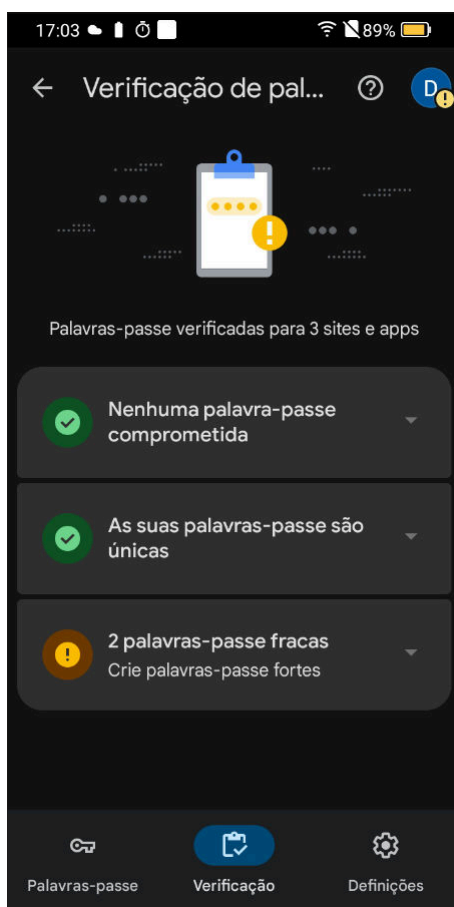 17:03
89%
Verificação de pal...
D
Palavras-passe verificadas para 3 sites e apps
Nenhuma palavra-passe
comprometida
As suas palavras-passe são
únicas
2 palavras-passe fracas
Crie palavras-passe fortes
Palavras-passe
Verificação
Definições